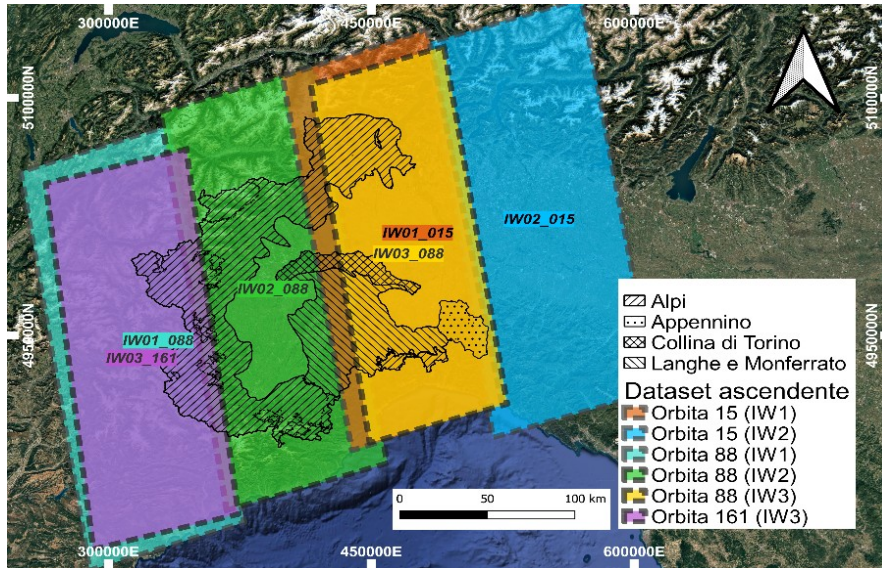 300000E 450000E 600000E
5100000N 5100000N
IW02_015
IW01_015
IW03_088
IW02_088
4950000N 4950000N
IW01_088
IW03_161
Alpi
Appennino
Collina di Torino
Langhe e Monferrato
Dataset ascendente
Orbita 15 (IW1)
Orbita 15 (IW2)
Orbita 88 (IW1)
Orbita 88 (IW2)
Orbita 88 (IW3)
Orbita 161 (IW3)
0 50 100 km
300000E 450000E 600000E